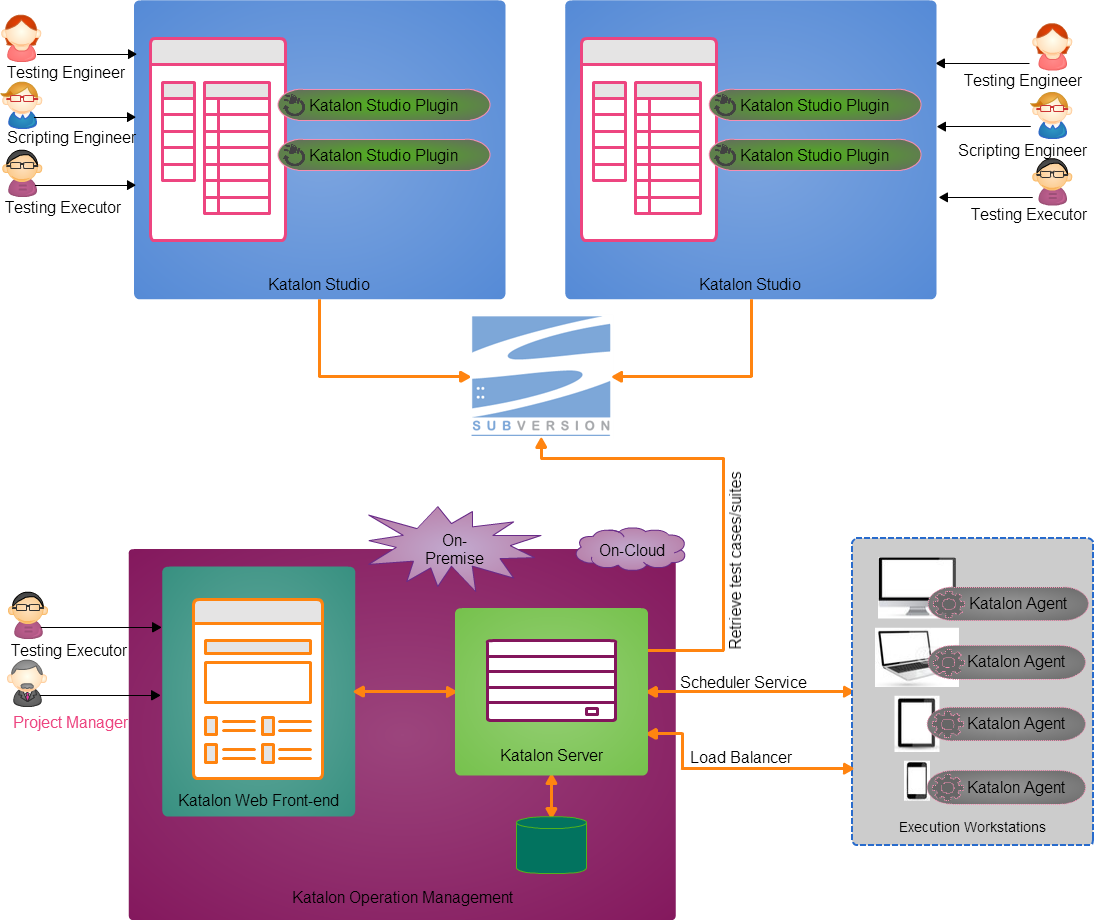 Testing Engineer
Scripting Engineer
Testing Executor
Katalon Studio Plugin
Katalon Studio Plugin
Katalon Studio
Katalon Studio Plugin
Katalon Studio Plugin
Katalon Studio
Testing Engineer
Scripting Engineer
Testing Executor
SUBVERSION
Retrieve test cases/suites
On-
Premise
On-Cloud
Testing Executor
Project Manager
Katalon Web Front-end
Katalon Server
Katalon Operation Management
Scheduler Service
Load Balancer
Katalon Agent
Katalon Agent
Katalon Agent
Katalon Agent
Execution Workstations